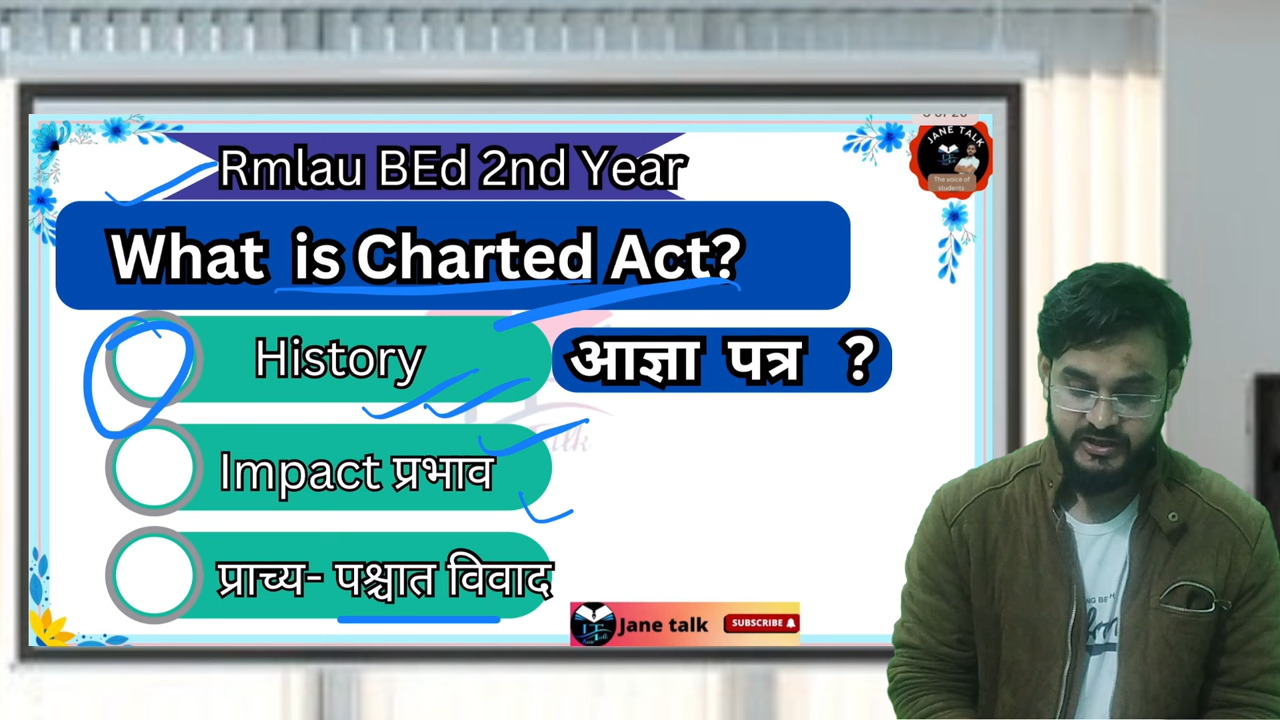 JANE TALK
The voice of
students
Rmlau BEd 2nd Year
What is Charted Act?
History
आज्ञा पत्र ?
Impact प्रभाव
प्राच्य- पश्चात विवाद
Jane talk
SUBSCRIBE